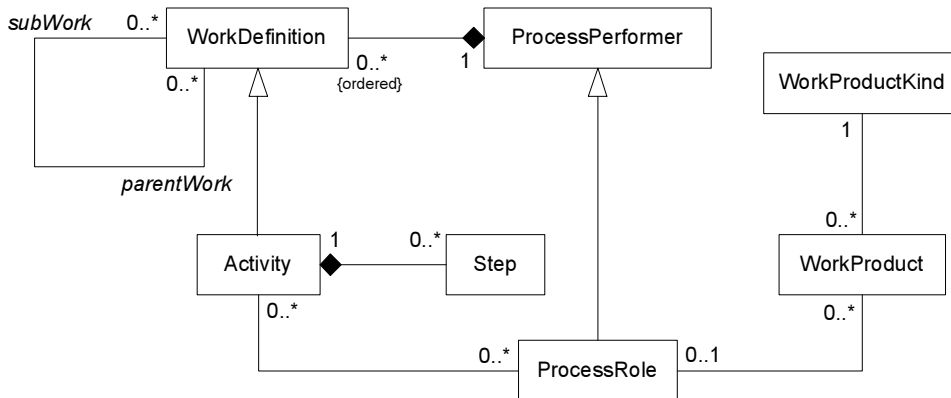 subWork
0..*
WorkDefinition
0..*
0..*
{ordered}
1
ProcessPerformer
WorkProductKind
1
parentWork
Activity
1
0..*
Step
0..*
WorkProduct
0..*
0..*
0..*
ProcessRole
0..1